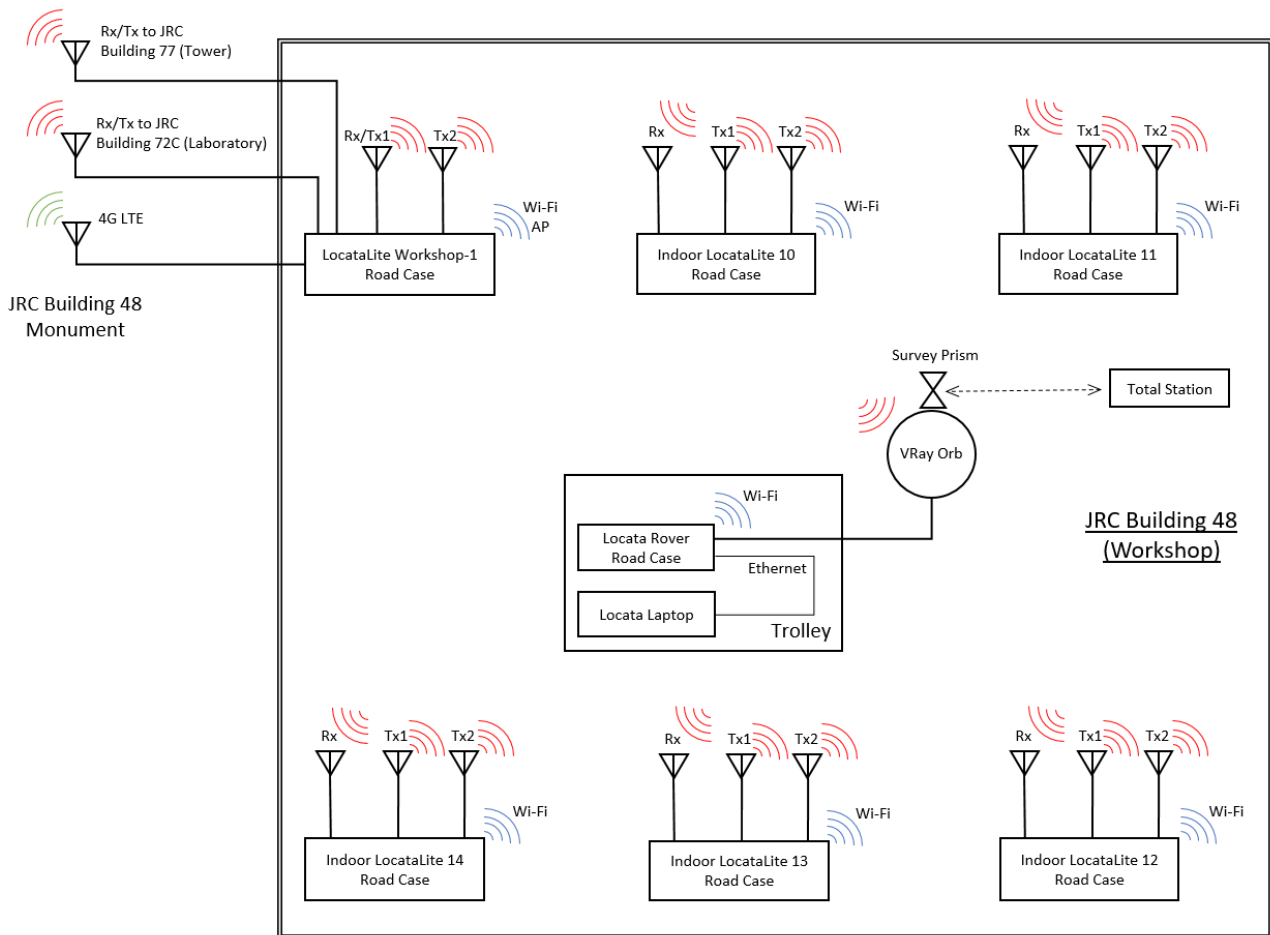 Rx/Tx to JRC
Building 77 (Tower)
Rx/Tx to JRC
Building 72C (Laboratory)
4G LTE
JRC Building 48
Monument
Rx/Tx1
Tx2
Wi-Fi
AP
LocataLite Workshop-1
Road Case
Rx
Tx1
Tx2
Wi-Fi
Indoor LocataLite 10
Road Case
Rx
Tx1
Tx2
Wi-Fi
Indoor LocataLite 11
Road Case
Survey Prism
Total Station
VRay Orb
Wi-Fi
Locata Rover
Road Case
Ethernet
Locata Laptop
Trolley
JRC Building 48
(Workshop)
Rx
Tx1
Tx2
Wi-Fi
Indoor LocataLite 14
Road Case
Rx
Tx1
Tx2
Wi-Fi
Indoor LocataLite 13
Road Case
Rx
Tx1
Tx2
Wi-Fi
Indoor LocataLite 12
Road Case